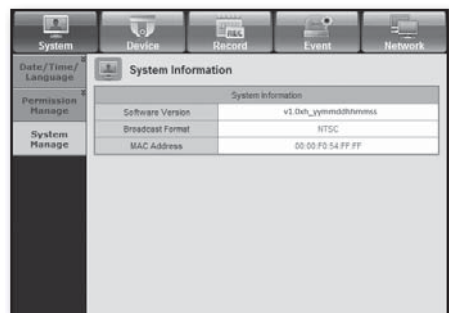 System Device Record Event Network
Date/Time/
Language
Permission
Manage
System
Manage
System Information
System Information
Software Version v1.0xh_yymmddhhmmss
Broadcast Format NTSC
MAC Address 00:00:F0:54:FF:FF